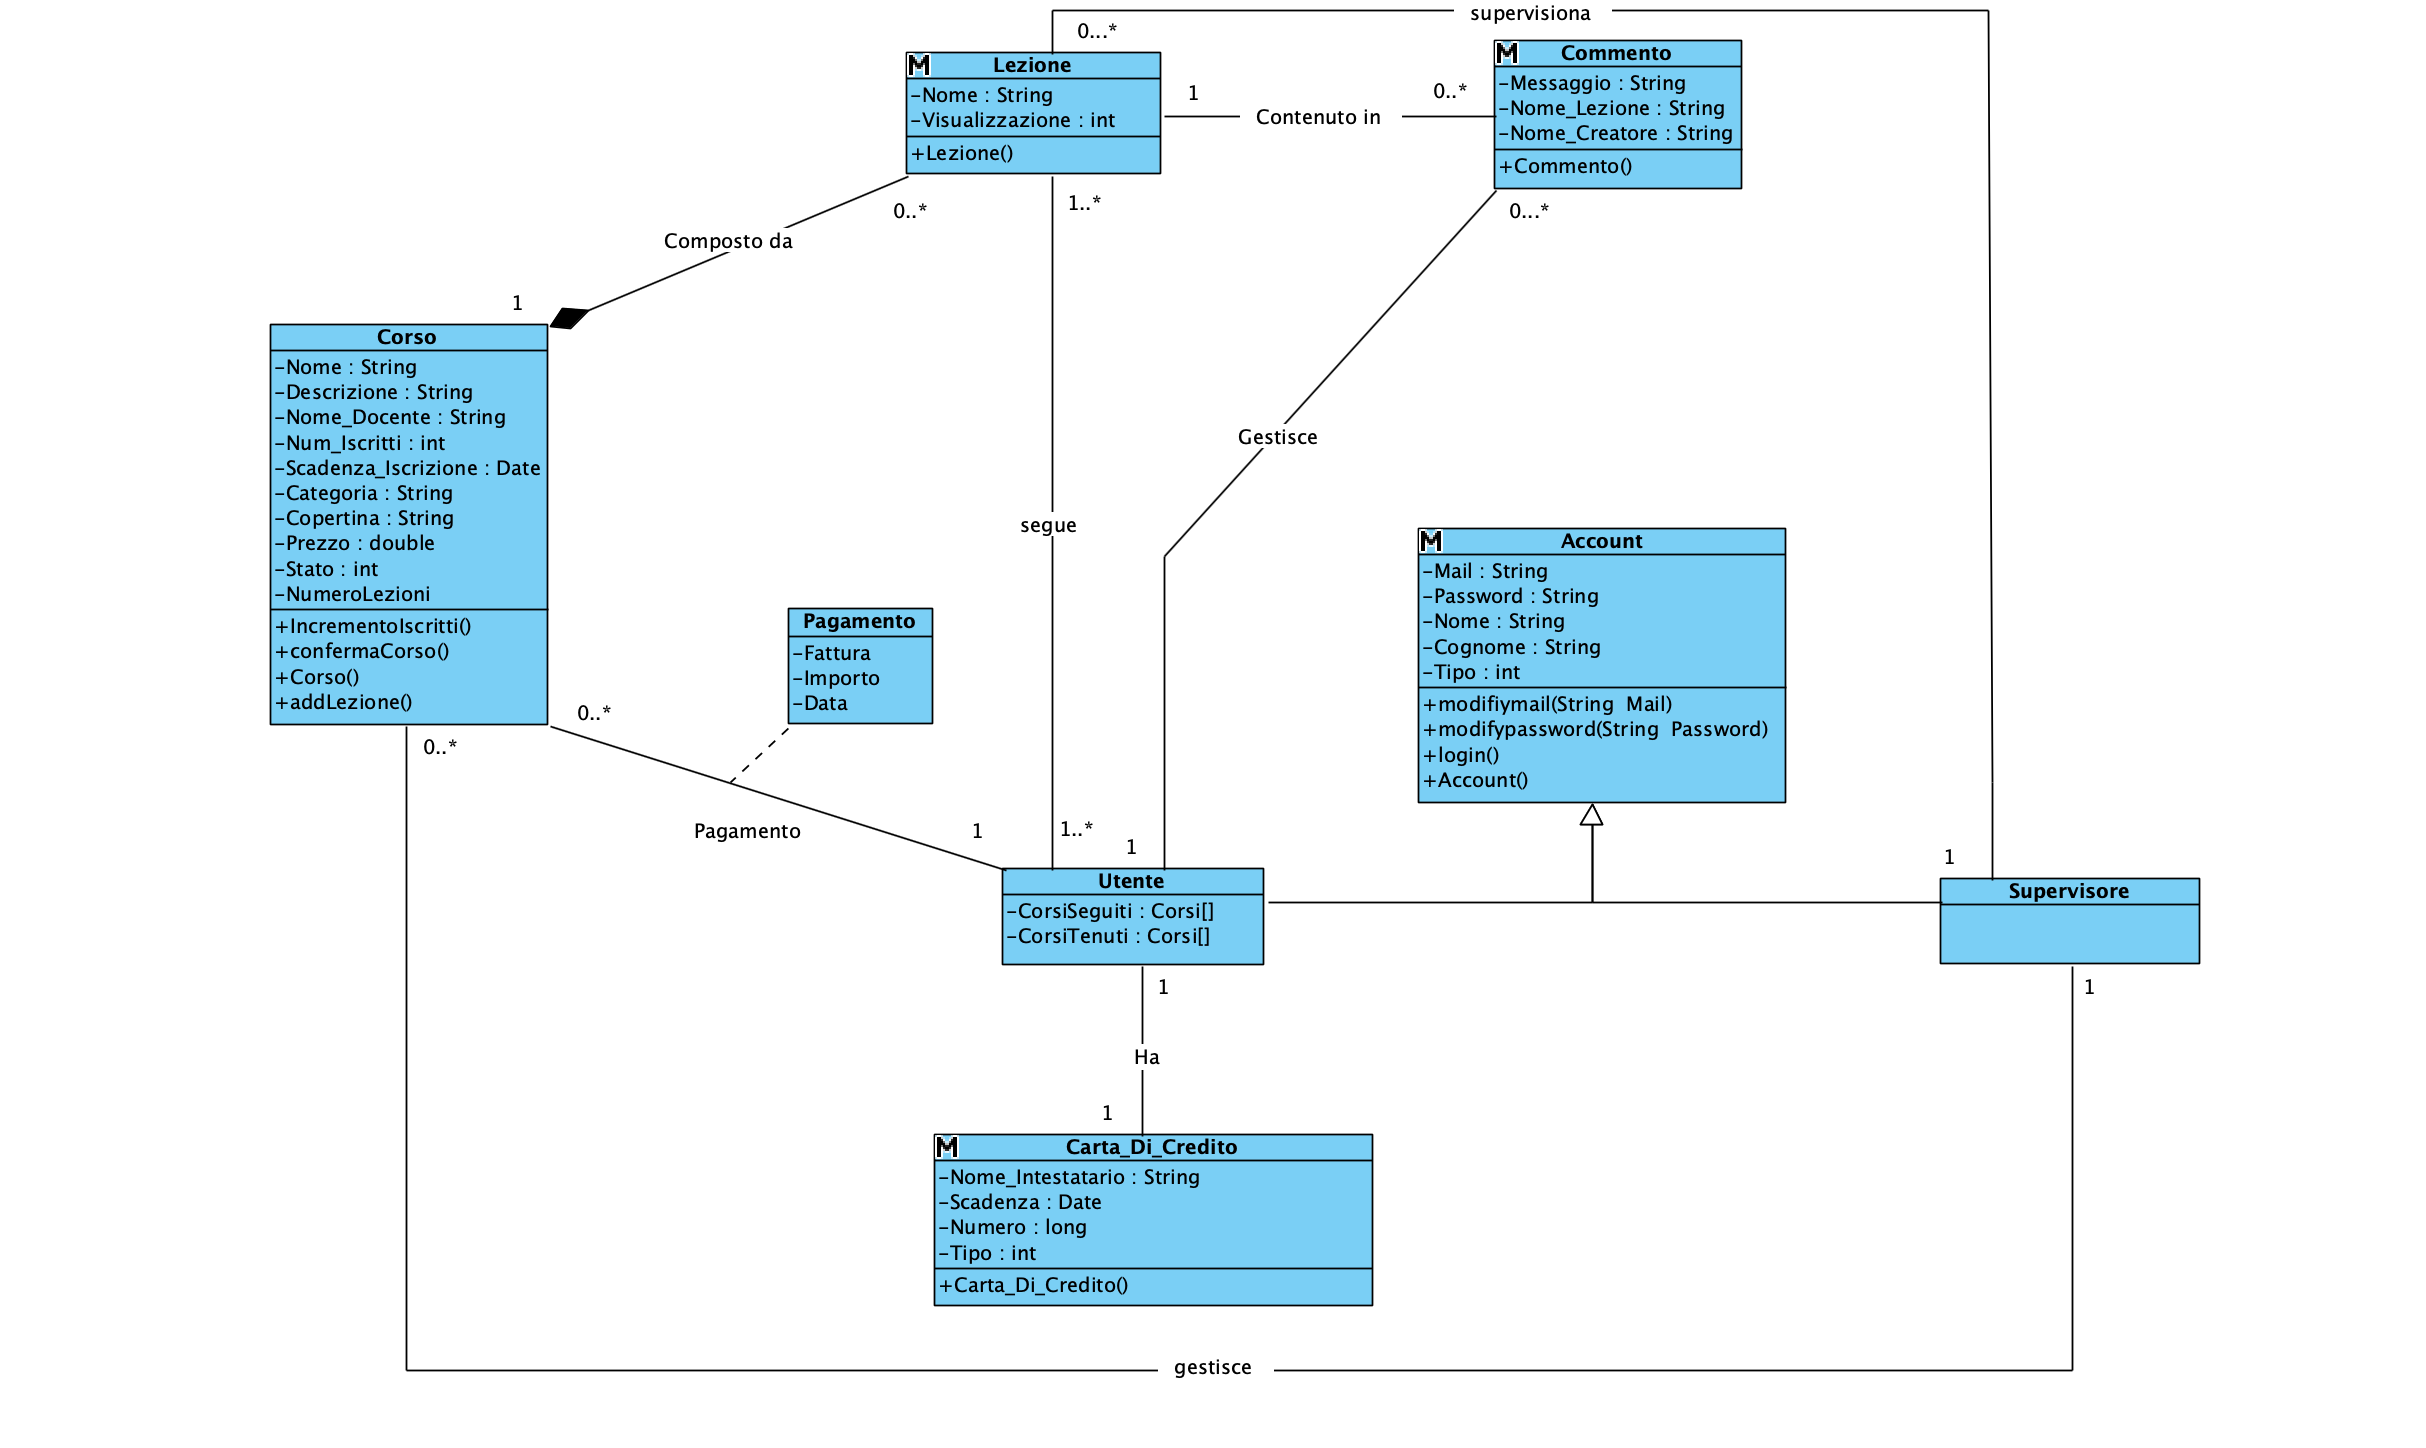 supervisiona
0...*
Lezione
-Nome : String
-Visualizzazione : int
+Lezione()
1
Contenuto in
0..*
Commento
-Messaggio : String
-Nome_Lezione : String
-Nome_Creatore : String
+Commento()
0..*
1..*
0...*
Composto da
1
Corso
-Nome : String
-Descrizione : String
-Nome_Docente : String
-Num_Iscritti : int
-Scadenza_Iscrizione : Date
-Categoria : String
-Copertina : String
-Prezzo : double
-Stato : int
-NumeroLezioni
+IncrementoIscritti()
+confermaCorso()
+Corso()
+addLezione()
Gestisce
segue
Account
-Mail : String
-Password : String
-Nome : String
-Cognome : String
-Tipo : int
+modifiymail(String Mail)
+modifypassword(String Password)
+login()
+Account()
Pagamento
-Fattura
-Importo
-Data
0..*
0..*
Pagamento
1
1..*
1
1
Utente
-CorsiSeguiti : Corsi[]
-CorsiTenuti : Corsi[]
Supervisore
1
1
Ha
1
Carta_Di_Credito
-Nome_Intestatario : String
-Scadenza : Date
-Numero : long
-Tipo : int
+Carta_Di_Credito()
gestisce